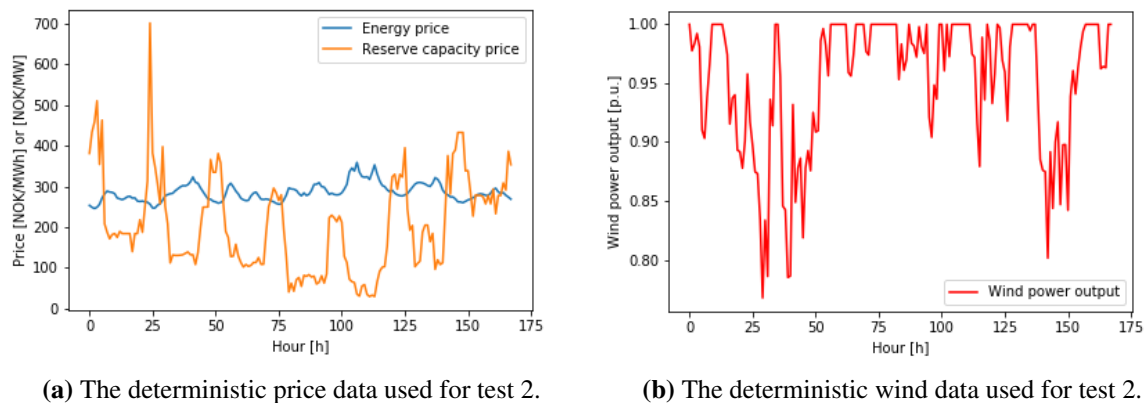 700
600
500
400
300
200
100
0
Price [NOK/MWh] or [NOK/MW]
Energy price
Reserve capacity price
0 25 50 75 100 125 150 175
Hour [h]
(a) The deterministic price data used for test 2.
1.00
0.95
0.90
0.85
0.80
Wind power output [p.u.]
Wind power output
0 25 50 75 100 125 150 175
Hour [h]
(b) The deterministic wind data used for test 2.